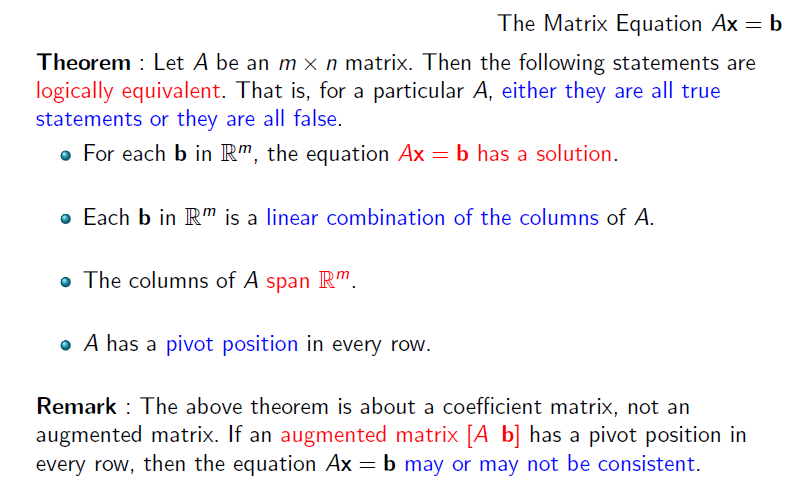 The Matrix Equation Ax = b
Theorem : Let A be an m × n matrix. Then the following statements are
logically equivalent. That is, for a particular A, either they are all true
statements or they are all false.
For each b in ℝᵐ, the equation Ax = b has a solution.
Each b in ℝᵐ is a linear combination of the columns of A.
The columns of A span ℝᵐ.
A has a pivot position in every row.
Remark : The above theorem is about a coefficient matrix, not an
augmented matrix. If an augmented matrix [A b] has a pivot position in
every row, then the equation Ax = b may or may not be consistent.